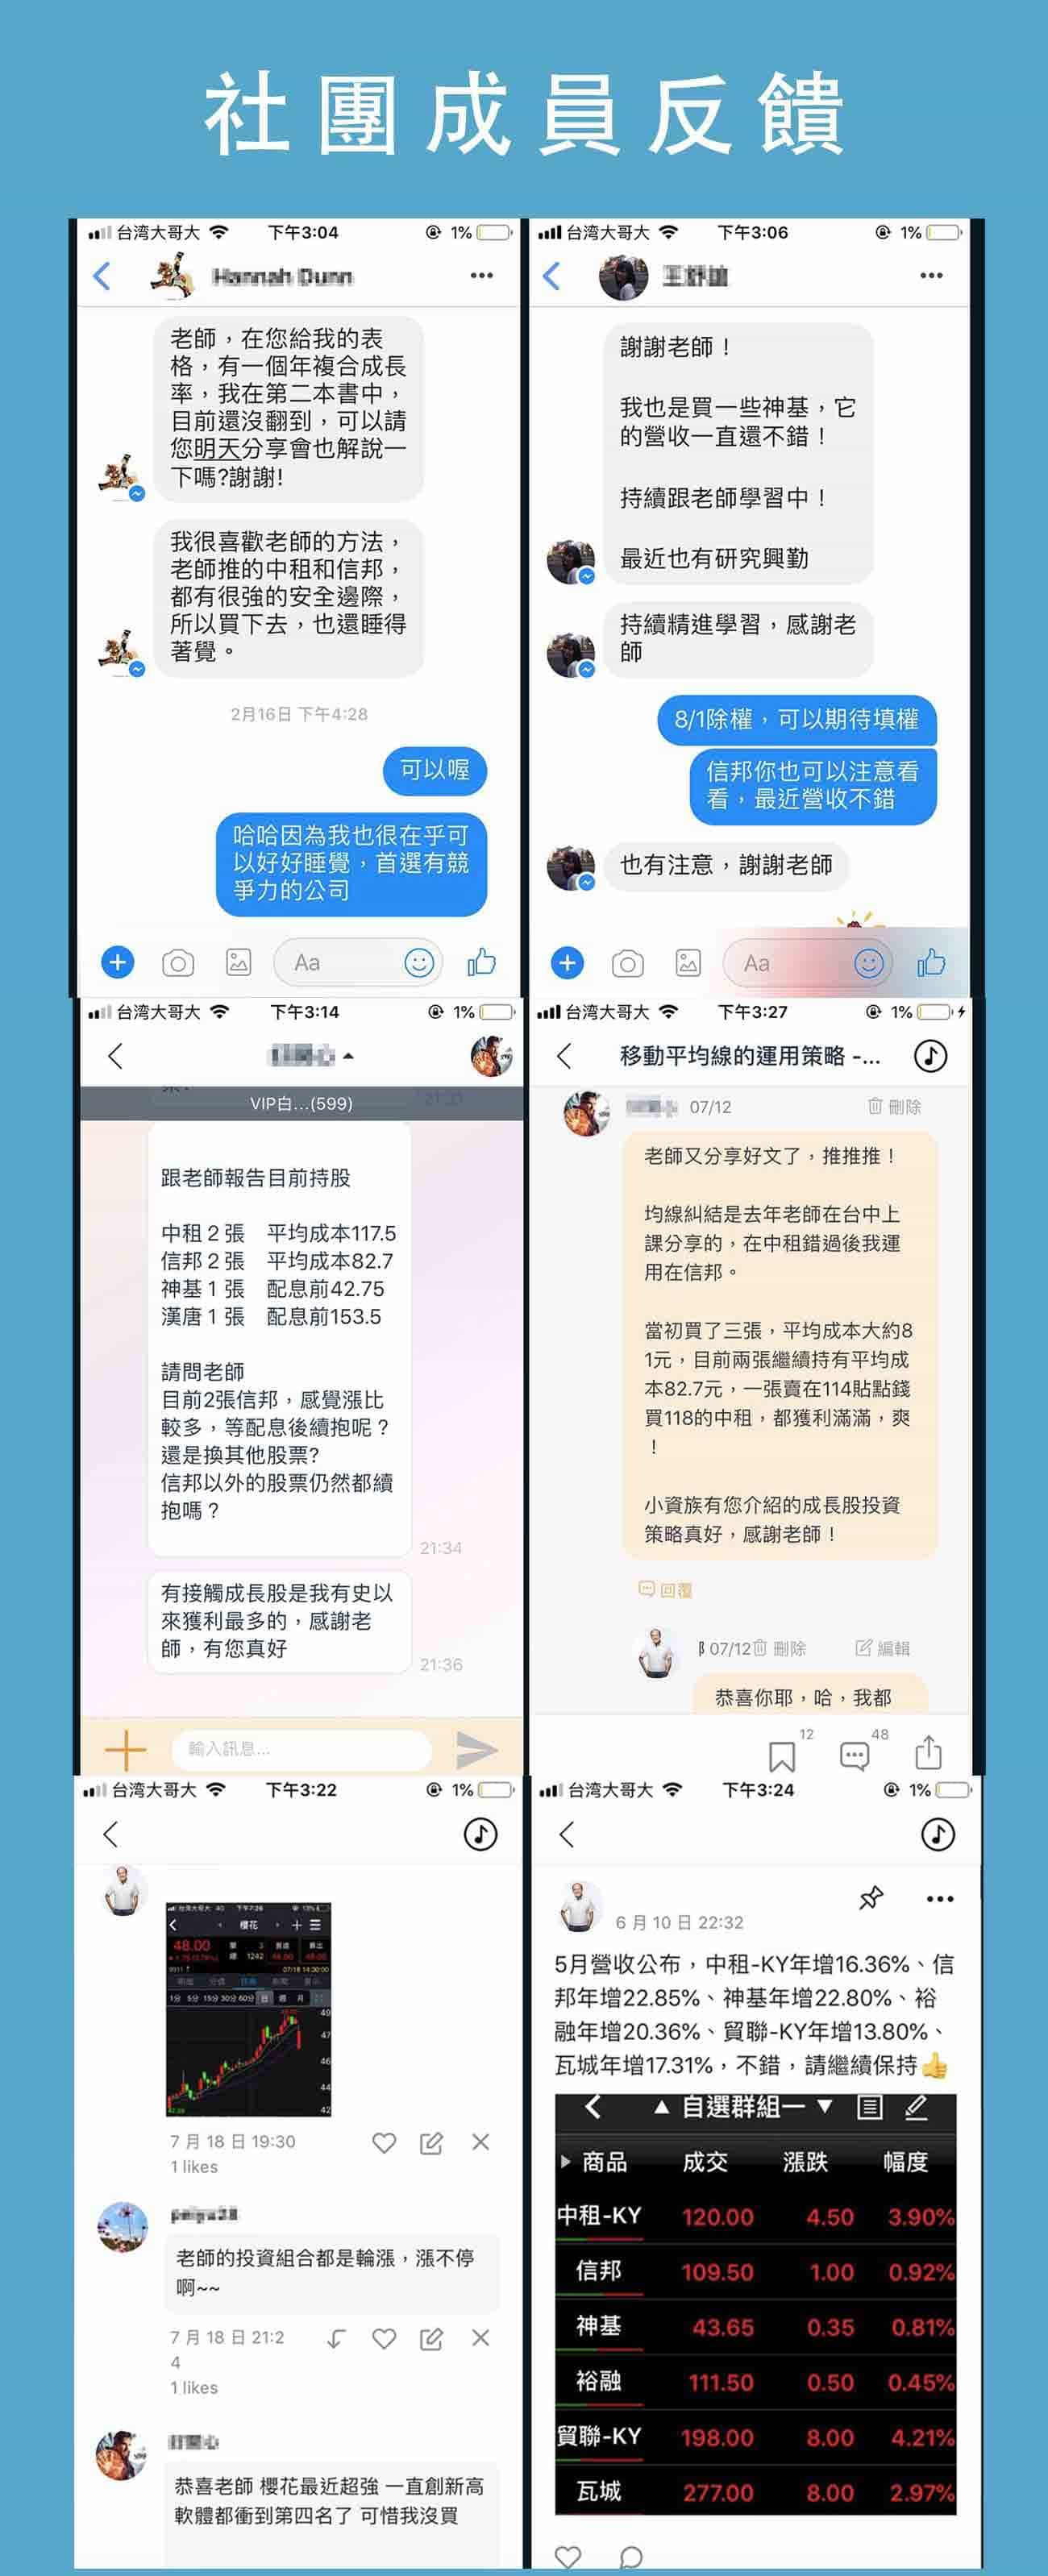 社團成員反饋
台湾大哥大
下午3:04
1%
老師，在您給我的表
格，有一個年複合成長
率，我在第二本書中，
目前還沒翻到，可以請
您明天分享會也解說一
下嗎?謝謝!
我很喜歡老師的方法，
老師推的中租和信邦，
都有很強的安全邊際，
所以買下去，也還睡得
著覺。
2月16日 下午4:28
可以喔
哈哈因為我也很在乎可
以好好睡覺，首選有競
爭力的公司
Aa
台湾大哥大
下午3:06
1%
謝謝老師！
我也是買一些神基，它
的營收一直還不錯！
持續跟老師學習中！
最近也有研究興勤
持續精進學習，感謝老
師
8/1除權，可以期待填權
信邦你也可以注意看
看，最近營收不錯
也有注意，謝謝老師
Aa
台湾大哥大
下午3:14
1%
VIP白...(599)
跟老師報告目前持股
中租2張 平均成本117.5
信邦2張 平均成本82.7
神基1張 配息前42.75
漢唐1張 配息前153.5
請問老師
目前2張信邦，感覺漲比
較多，等配息後續抱呢？
還是換其他股票?
信邦以外的股票仍然都續
抱嗎？
21:34
有接觸成長股是我有史以
來獲利最多的，感謝老
師，有您真好
21:36
輸入訊息...
台湾大哥大
下午3:27
1%
移動平均線的運用策略 -...
07/12
刪除
老師又分享好文了，推推推！
均線糾結是去年老師在台中上
課分享的，在中租錯過後我運
用在信邦。
當初買了三張，平均成本大約8
1元，目前兩張繼續持有平均成
本82.7元，一張賣在114貼點錢
買118的中租，都獲利滿滿，爽
！
小資族有您介紹的成長股投資
策略真好，感謝老師！
回覆
07/12
刪除
編輯
恭喜你耶，哈，我都
12
48
台湾大哥大
下午3:22
1%
櫻花
48.00
1242
07/18 14:30:00
1分 5分 15分 30分 60分 日 週 月
49
47
46
44
42
7 月 18 日 19:30
1 likes
老師的投資組合都是輪漲，漲不停
啊~~
7 月 18 日 21:2
4
1 likes
恭喜老師 櫻花最近超強 一直創新高
軟體都衝到第四名了 可惜我沒買
台湾大哥大
下午3:24
1%
6 月 10 日 22:32
5月營收公布，中租-KY年增16.36%、信
邦年增22.85%、神基年增22.80%、裕
融年增20.36%、貿聯-KY年增13.80%、
瓦城年增17.31%，不錯，請繼續保持👍
▲ 自選群組一 ▼
商品 成交 漲跌 幅度
中租-KY 120.00 4.50 3.90%
信邦 109.50 1.00 0.92%
神基 43.65 0.35 0.81%
裕融 111.50 0.50 0.45%
貿聯-KY 198.00 8.00 4.21%
瓦城 277.00 8.00 2.97%